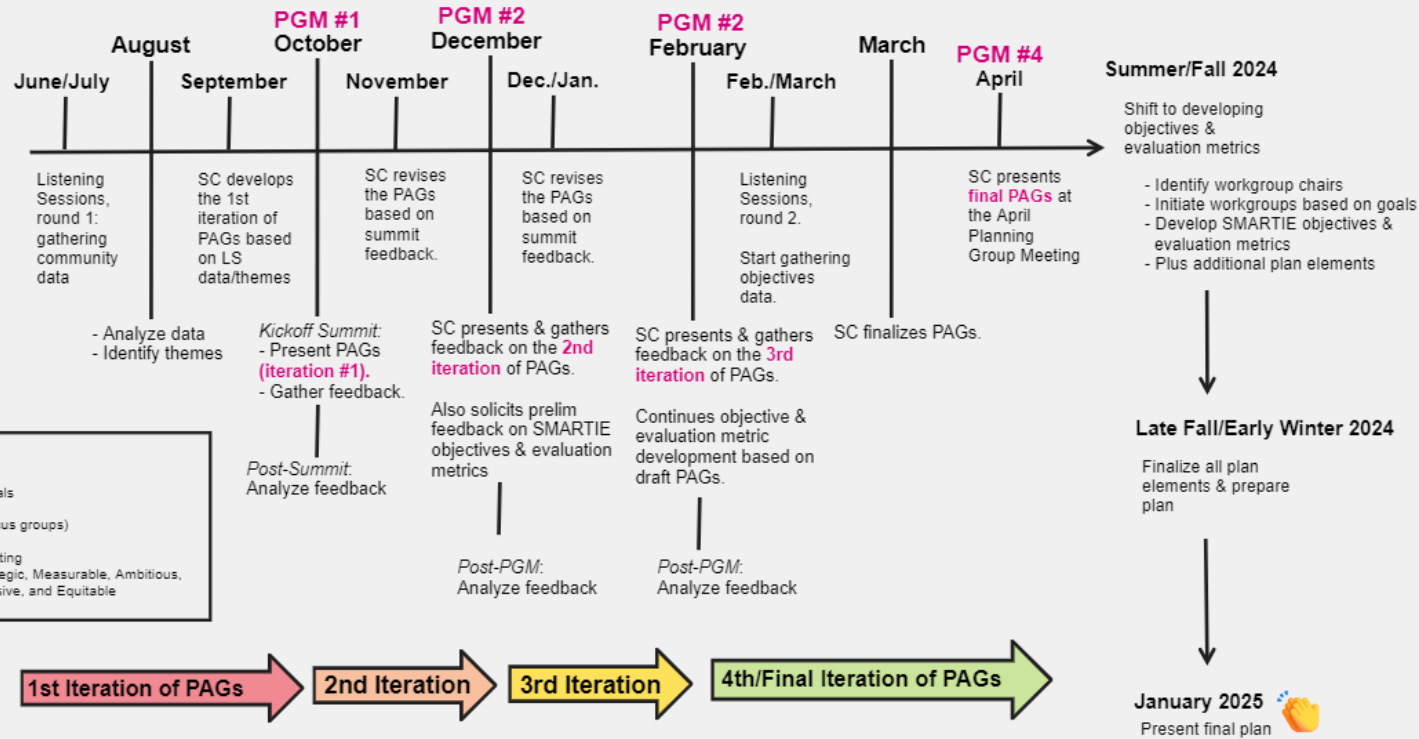 PGM #1
October
PGM #2
December
PGM #2
February
August
March
PGM #4
April
June/July
September
November
Dec./Jan.
Feb./March
Listening
Sessions,
round 1:
gathering
community
data
- Analyze data
- Identify themes
SC develops
the 1st
iteration of
PAGs based
on LS
data/themes
Kickoff Summit:
- Present PAGs
(iteration #1).
- Gather feedback.
Post-Summit:
Analyze feedback
SC revises
the PAGs
based on
summit
feedback.
SC presents & gathers
feedback on the 2nd
iteration of PAGs.
Also solicits prelim
feedback on SMARTIE
objectives & evaluation
metrics
Post-PGM:
Analyze feedback
SC revises
the PAGs
based on
summit
feedback.
SC presents & gathers
feedback on the 3rd
iteration of PAGs.
Continues objective &
evaluation metric
development based on
draft PAGs.
Post-PGM:
Analyze feedback
Listening
Sessions,
round 2.
Start gathering
objectives
data.
SC finalizes PAGs.
SC presents
final PAGs at
the April
Planning
Group Meeting
Summer/Fall 2024
Shift to developing
objectives &
evaluation metrics
- Identify workgroup chairs
- Initiate workgroups based on goals
- Develop SMARTIE objectives &
evaluation metrics
- Plus additional plan elements
Late Fall/Early Winter 2024
Finalize all plan
elements & prepare
plan
January 2025
Present final plan
als
us groups)
ting
egic, Measurable, Ambitious,
sive, and Equitable
1st Iteration of PAGs
2nd Iteration
3rd Iteration
4th/Final Iteration of PAGs